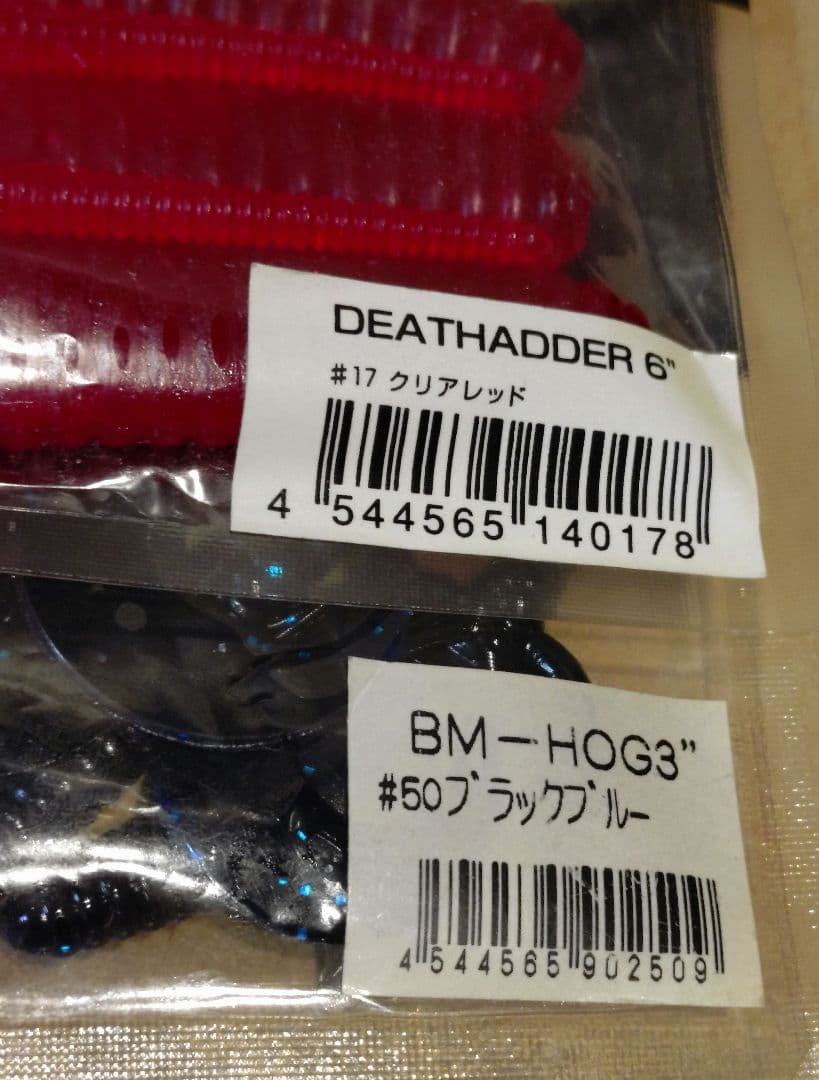 DEATHADDER 6"
#17 クリアレッド
4 544565 140178
BM-HOG3"
#50ブラックブルー
4 544565 902509